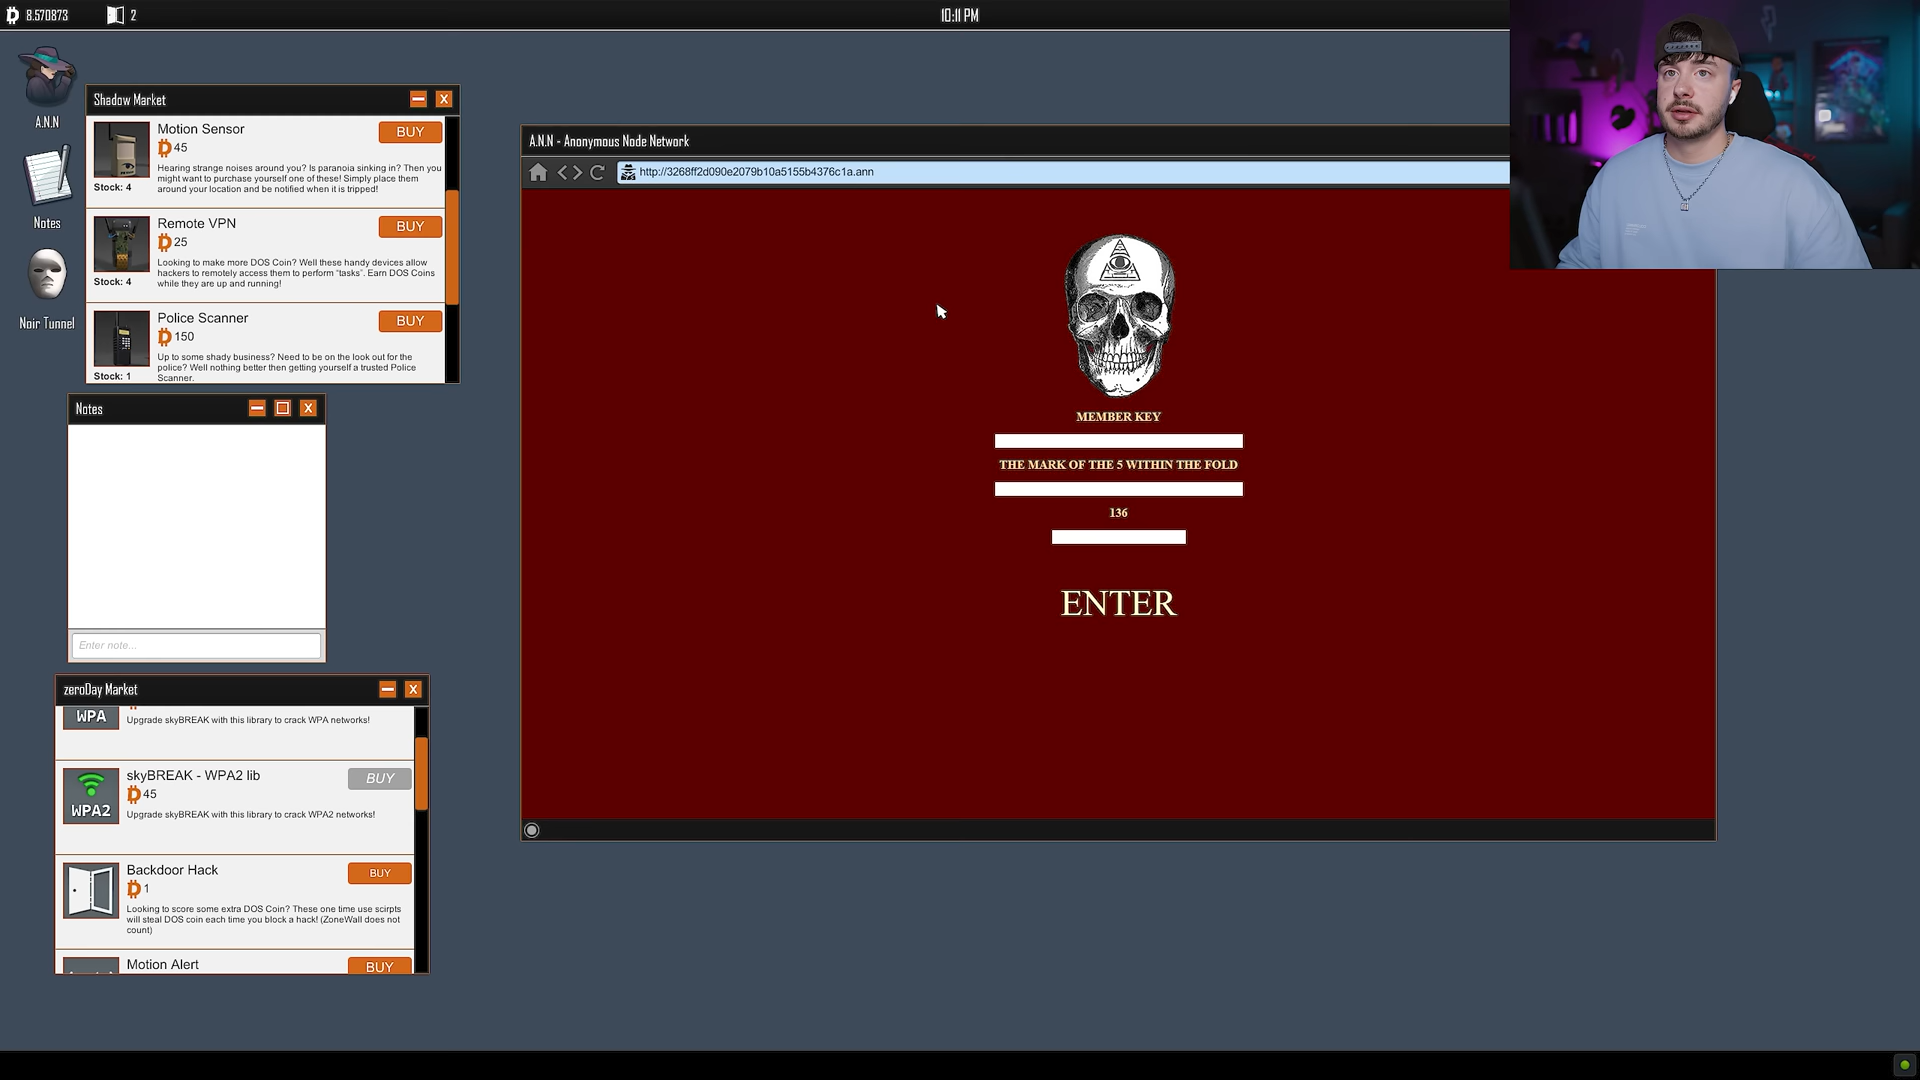 8.570873
2
10:11 PM
A.N.N
Notes
Noir Tunnel
Shadow Market
Motion Sensor
BUY
45
Hearing strange noises around you? Is paranoia sinking in? Then you
might want to purchase yourself one of these! Simply place them
around your location and be notified when it is tripped!
Stock: 4
Remote VPN
BUY
25
Looking to make more DOS Coin? Well these handy devices allow
hackers to remotely access them to perform "tasks". Earn DOS Coins
while they are up and running!
Stock: 4
Police Scanner
BUY
150
Up to some shady business? Need to be on the look out for the
police? Well nothing better then getting yourself a trusted Police
Scanner.
Stock: 1
Notes
Enter note...
zeroDay Market
WPA
Upgrade skyBREAK with this library to crack WPA networks!
skyBREAK - WPA2 lib
BUY
45
WPA2
Upgrade skyBREAK with this library to crack WPA2 networks!
Backdoor Hack
BUY
1
Looking to score some extra DOS Coin? These one time use scirpts
will steal DOS coin each time you block a hack! (ZoneWall does not
count)
Motion Alert
BUY
A.N.N - Anonymous Node Network
http://3268ff2d090e2079b10a5155b4376c1a.ann
MEMBER KEY
THE MARK OF THE 5 WITHIN THE FOLD
136
ENTER